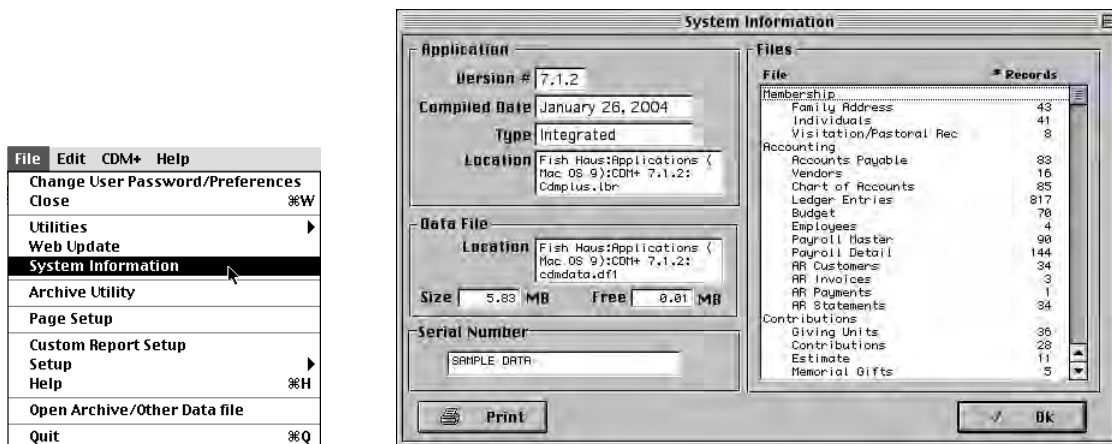 File Edit CDM+ Help
Change User Password/Preferences
Close ⌘W
Utilities
Web Update
System Information
Archive Utility
Page Setup
Custom Report Setup
Setup
Help ⌘H
Open Archive/Other Data file
Quit ⌘Q
System Information
Application
Version # 7.1.2
Compiled Date January 26, 2004
Type Integrated
Location Fish Haus:Applications (
Mac OS 9):CDM+ 7.1.2:
Cdmplus.lbr
Data File
Location Fish Haus:Applications (
Mac OS 9):CDM+ 7.1.2:
cdmdata.df1
Size 5.83 MB Free 0.01 MB
Serial Number
SAMPLE DATA
Print
Files
File # Records
Membership
Family Address 43
Individuals 41
Visitation/Pastoral Rec 8
Accounting
Accounts Payable 83
Vendors 16
Chart of Accounts 85
Ledger Entries 817
Budget 70
Employees 4
Payroll Master 90
Payroll Detail 144
AR Customers 34
AR Invoices 3
AR Payments 1
AR Statements 34
Contributions
Giving Units 36
Contributions 28
Estimate 11
Memorial Gifts 5
Ok